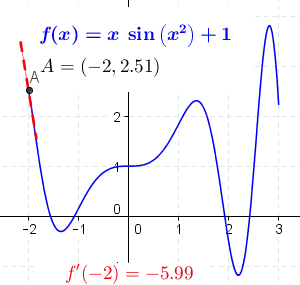 f(x) = x sin (x²) + 1
A = (−2, 2.51)
A
2
1
0
−2 −1 0 1 2 3
f′(−2) = −5.99